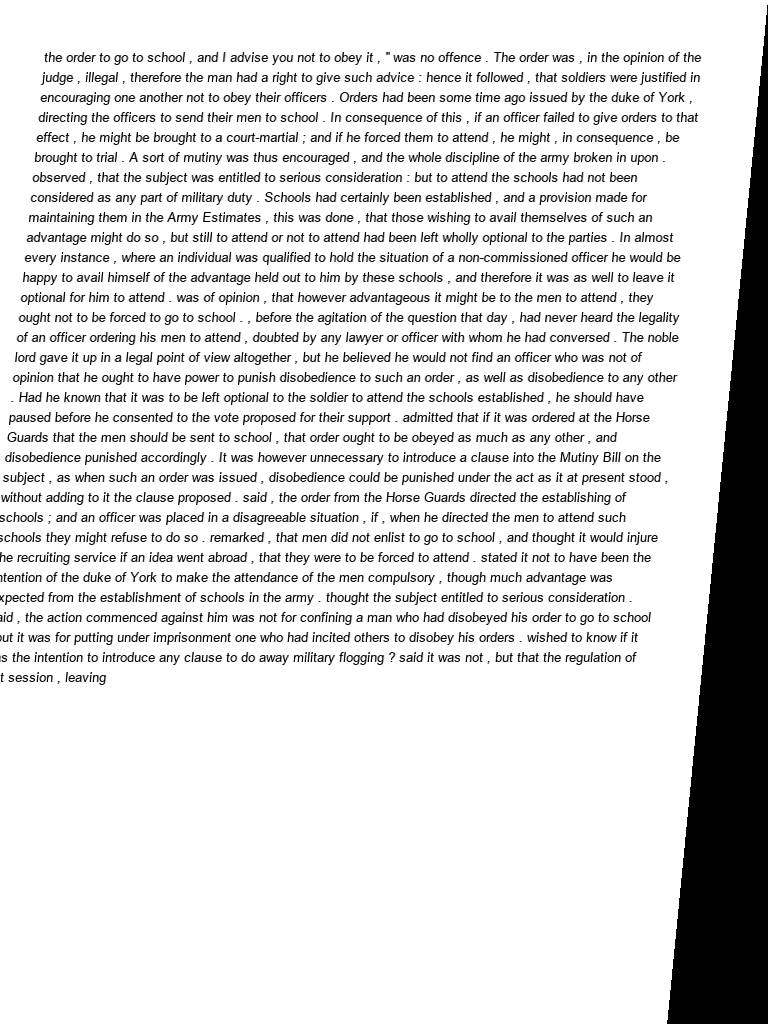 the order to go to school , and I advise you not to obey it , " was no offence . The order was , in the opinion of the
judge , illegal , therefore the man had a right to give such advice : hence it followed , that soldiers were justified in
encouraging one another not to obey their officers . Orders had been some time ago issued by the duke of York ,
directing the officers to send their men to school . In consequence of this , if an officer failed to give orders to that
effect , he might be brought to a court-martial ; and if he forced them to attend , he might , in consequence , be
brought to trial . A sort of mutiny was thus encouraged , and the whole discipline of the army broken in upon .
observed , that the subject was entitled to serious consideration : but to attend the schools had not been
considered as any part of military duty . Schools had certainly been established , and a provision made for
maintaining them in the Army Estimates , this was done , that those wishing to avail themselves of such an
advantage might do so , but still to attend or not to attend had been left wholly optional to the parties . In almost
every instance , where an individual was qualified to hold the situation of a non-commissioned officer he would be
happy to avail himself of the advantage held out to him by these schools , and therefore it was as well to leave it
optional for him to attend . was of opinion , that however advantageous it might be to the men to attend , they
ought not to be forced to go to school . , before the agitation of the question that day , had never heard the legality
of an officer ordering his men to attend , doubted by any lawyer or officer with whom he had conversed . The noble
lord gave it up in a legal point of view altogether , but he believed he would not find an officer who was not of
opinion that he ought to have power to punish disobedience to such an order , as well as disobedience to any other
. Had he known that it was to be left optional to the soldier to attend the schools established , he should have
paused before he consented to the vote proposed for their support . admitted that if it was ordered at the Horse
Guards that the men should be sent to school , that order ought to be obeyed as much as any other , and
disobedience punished accordingly . It was however unnecessary to introduce a clause into the Mutiny Bill on the
subject , as when such an order was issued , disobedience could be punished under the act as it at present stood ,
without adding to it the clause proposed . said , the order from the Horse Guards directed the establishing of
schools ; and an officer was placed in a disagreeable situation , if , when he directed the men to attend such
schools they might refuse to do so . remarked , that men did not enlist to go to school , and thought it would injure
he recruiting service if an idea went abroad , that they were to be forced to attend . stated it not to have been the
ntention of the duke of York to make the attendance of the men compulsory , though much advantage was
xpected from the establishment of schools in the army . thought the subject entitled to serious consideration .
aid , the action commenced against him was not for confining a man who had disobeyed his order to go to school
out it was for putting under imprisonment one who had incited others to disobey his orders . wished to know if it
s the intention to introduce any clause to do away military flogging ? said it was not , but that the regulation of
t session , leaving